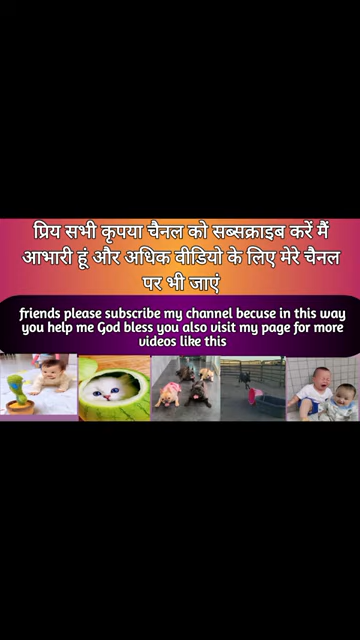 प्रिय सभी कृपया चैनल को सब्सक्राइब करें मैं
आभारी हूं और अधिक वीडियो के लिए मेरे चैनल
पर भी जाएं
friends please subscribe my channel becuse in this way
you help me God bless you also visit my page for more
videos like this